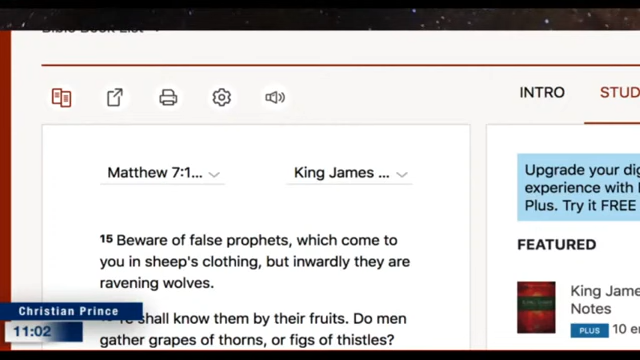 Bible Book List
INTRO
STUD
Matthew 7:1...
King James ...
Upgrade your dig
experience with
Plus. Try it FREE
15 Beware of false prophets, which come to
you in sheep's clothing, but inwardly they are
ravening wolves.
FEATURED
King Jame
Notes
PLUS 10 en
Ye shall know them by their fruits. Do men
gather grapes of thorns, or figs of thistles?
Christian Prince
11:02